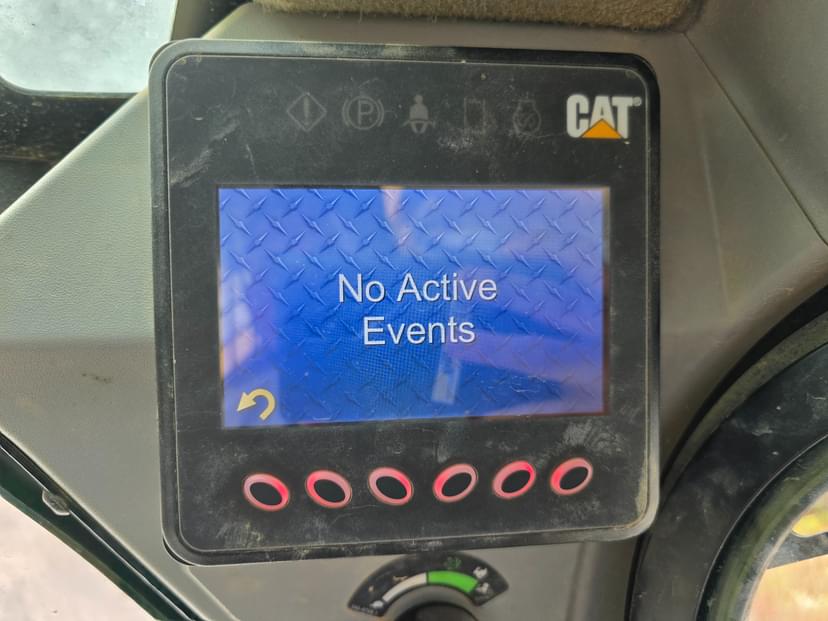 P
CAT®
No Active
Events